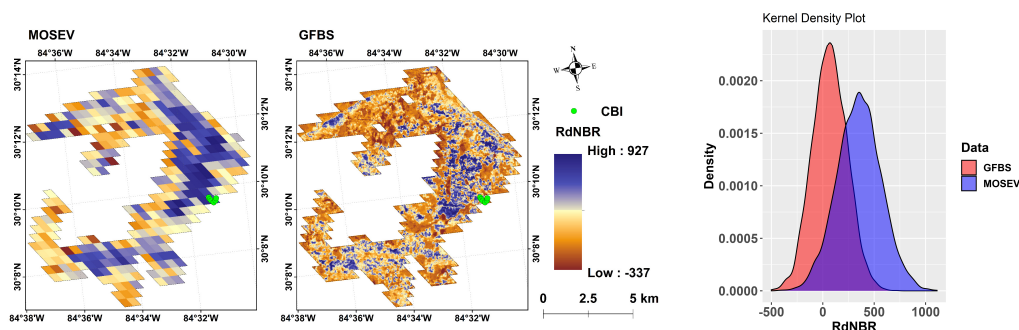 MOSEV
84°36'W 84°34'W 84°32'W 84°30'W
30°14'N
30°12'N
30°10'N
30°8'N
30°12'N
30°10'N
30°8'N
84°38'W 84°36'W 84°34'W 84°32'W
GFBS
84°36'W 84°34'W 84°32'W 84°30'W
30°14'N
30°12'N
30°10'N
30°8'N
30°12'N
30°10'N
30°8'N
84°38'W 84°36'W 84°34'W 84°32'W
N
W E
S
CBI
RdNBR
High : 927
Low : -337
0 2.5 5 km
Kernel Density Plot
Density
0.0020
0.0015
0.0010
0.0005
0.0000
-500 0 500 1000
RdNBR
Data
GFBS
MOSEV